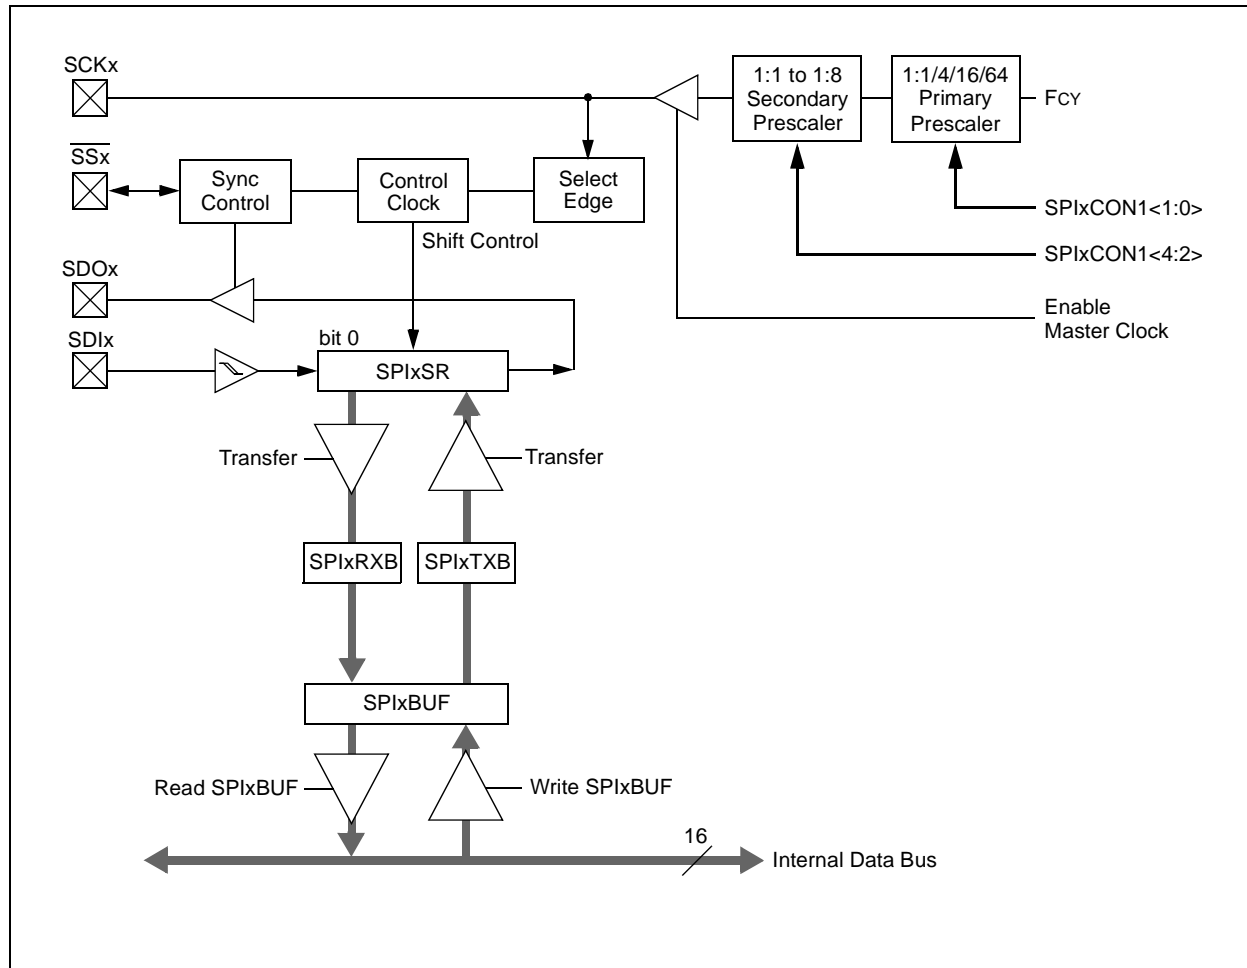 SCKx
1:1 to 1:8
Secondary
Prescaler
1:1/4/16/64
Primary
Prescaler
FCY
SSx
Sync
Control
Control
Clock
Select
Edge
SPIxCON1<1:0>
Shift Control
SPIxCON1<4:2>
SDOx
Enable
Master Clock
SDIx
bit 0
SPIxSR
Transfer
Transfer
SPIxRXB
SPIxTXB
SPIxBUF
Read SPIxBUF
Write SPIxBUF
16
Internal Data Bus